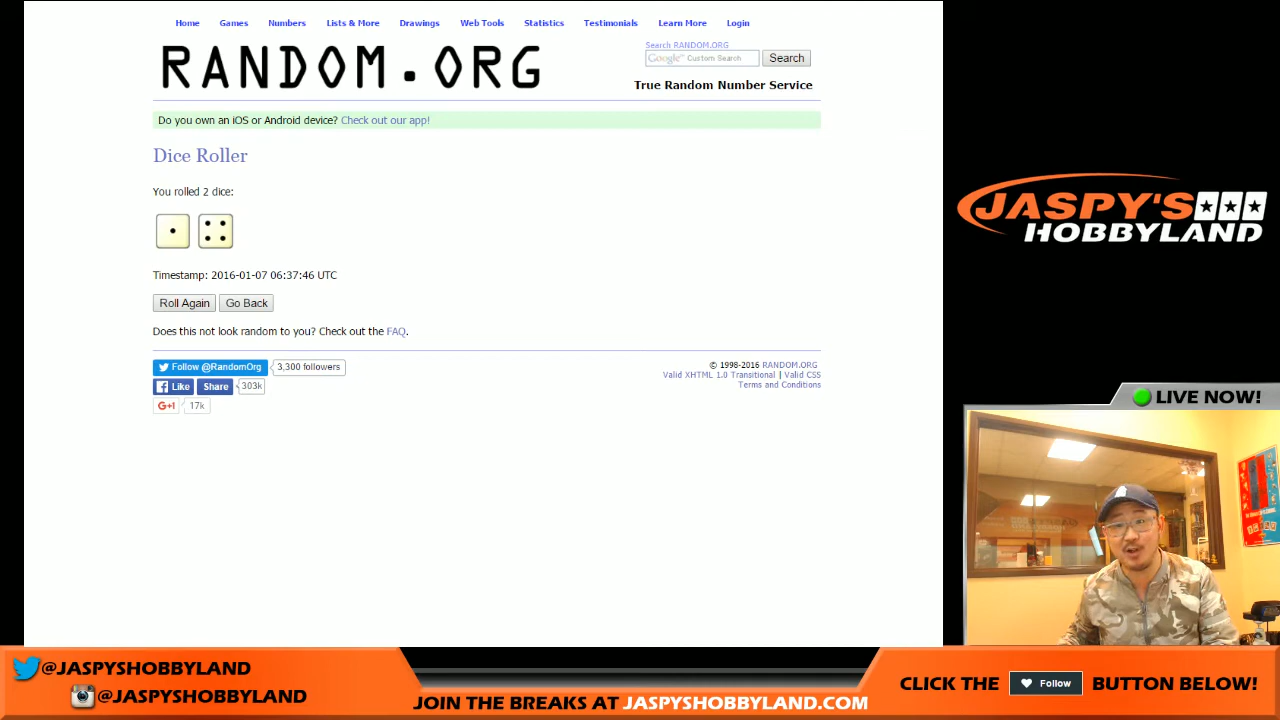 Home Games Numbers Lists & More Drawings Web Tools Statistics Testimonials Learn More Login
RANDOM.ORG
Search RANDOM.ORG
Google™ Custom Search
Search
True Random Number Service
Do you own an iOS or Android device? Check out our app!
Dice Roller
You rolled 2 dice:
Timestamp: 2016-01-07 06:37:46 UTC
Roll Again Go Back
Does this not look random to you? Check out the FAQ.
Follow @RandomOrg 3,300 followers
Like Share 303k
G+1 17k
© 1998-2016 RANDOM.ORG
Valid XHTML 1.0 Transitional | Valid CSS
Terms and Conditions
JASPY'S
HOBBYLAND
LIVE NOW!
@JASPYSHOBBYLAND
@JASPYSHOBBYLAND
JOIN THE BREAKS AT JASPYSHOBBYLAND.COM
CLICK THE Follow BUTTON BELOW!